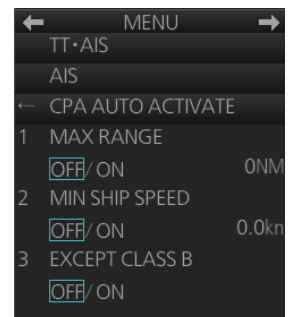 ← MENU →
TT•AIS
AIS
← CPA AUTO ACTIVATE
1 MAX RANGE
OFF/ ON 0NM
2 MIN SHIP SPEED
OFF/ ON 0.0kn
3 EXCEPT CLASS B
OFF/ ON